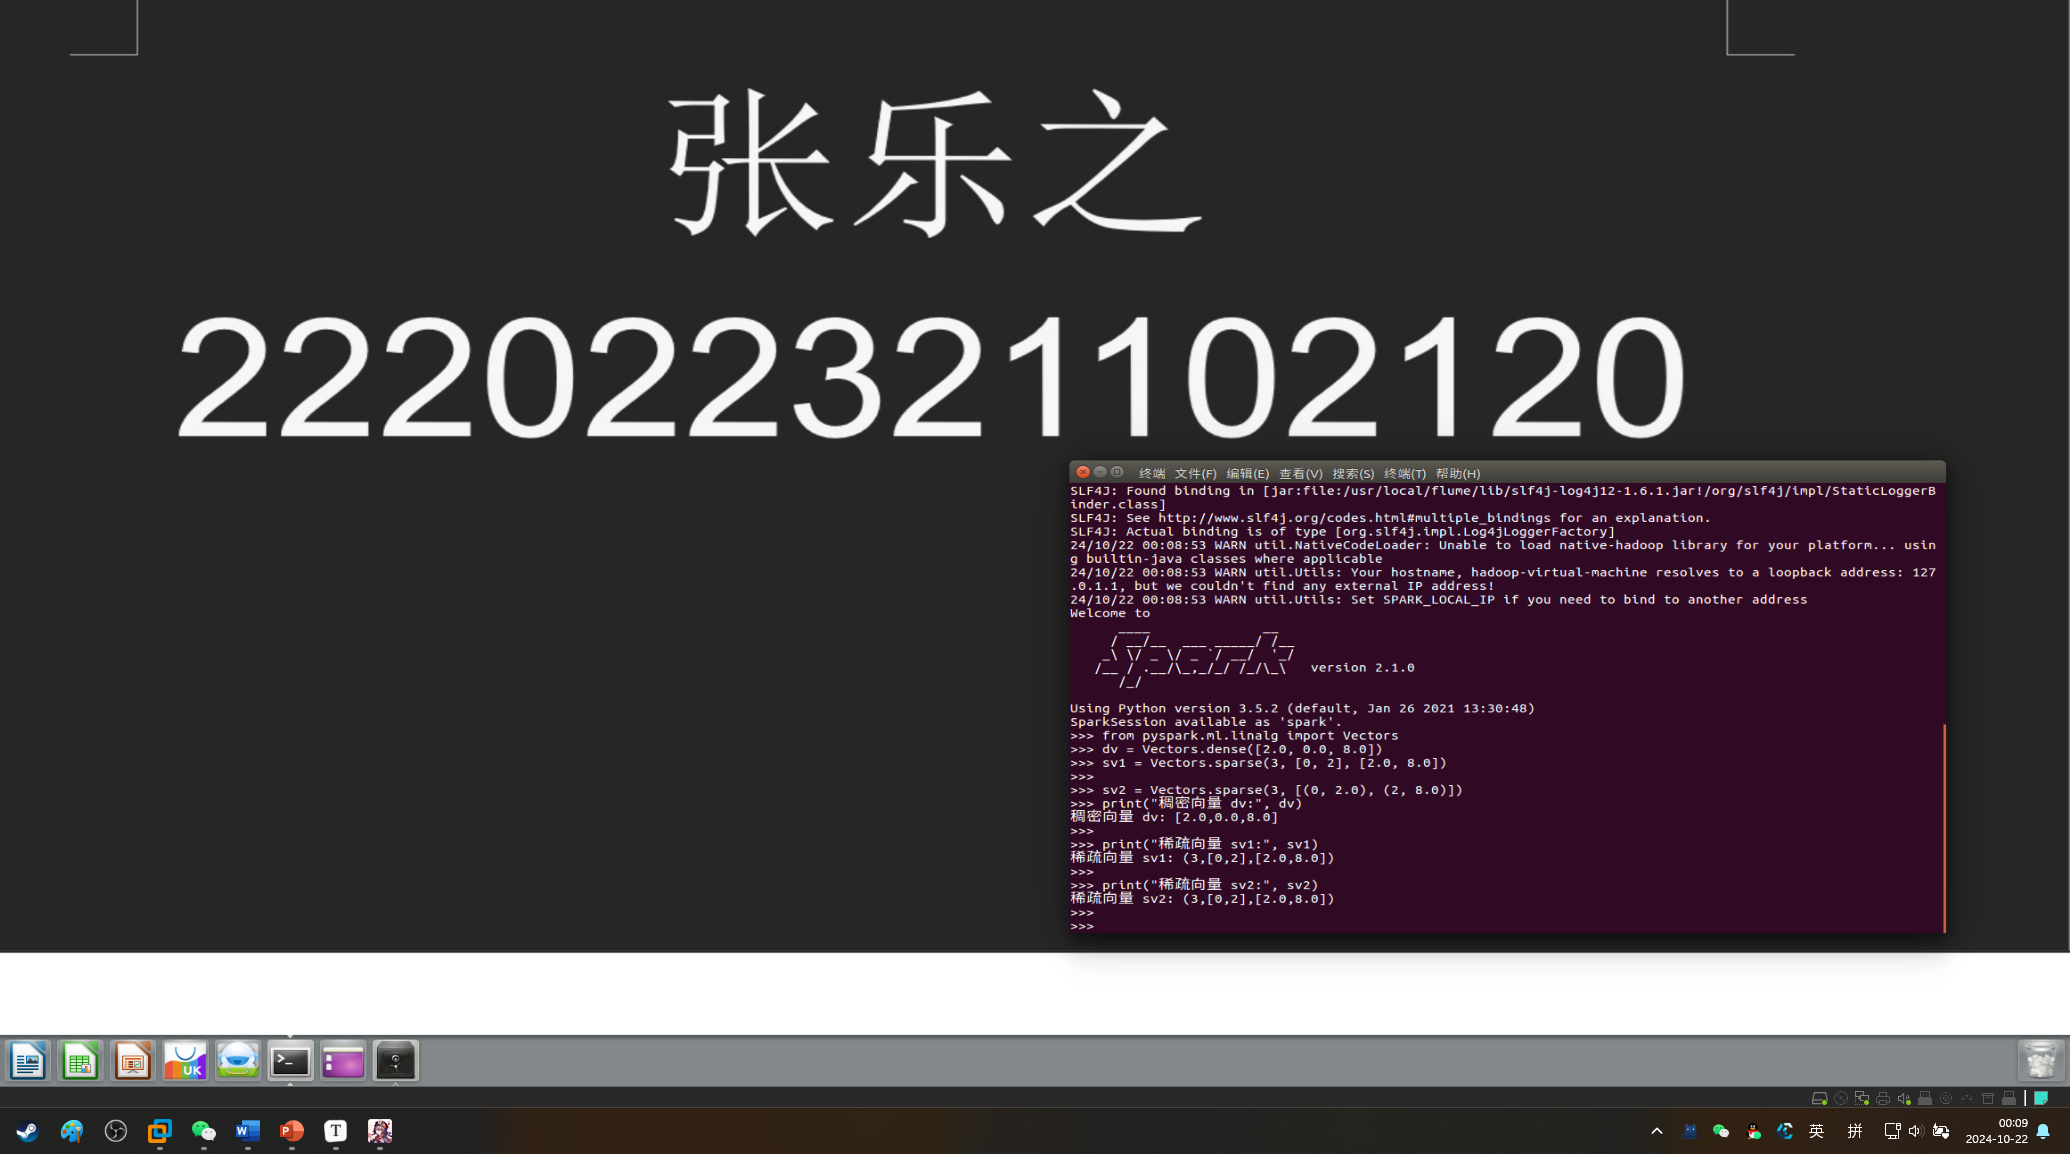 张乐之
222022321102120
终端 文件(F) 编辑(E) 查看(V) 搜索(S) 终端(T) 帮助(H)
SLF4J: Found binding in [jar:file:/usr/local/flume/lib/slf4j-log4j12-1.6.1.jar!/org/slf4j/impl/StaticLoggerB
inder.class]
SLF4J: See http://www.slf4j.org/codes.html#multiple_bindings for an explanation.
SLF4J: Actual binding is of type [org.slf4j.impl.Log4jLoggerFactory]
24/10/22 00:08:53 WARN util.NativeCodeLoader: Unable to load native-hadoop library for your platform... usin
g builtin-java classes where applicable
24/10/22 00:08:53 WARN util.Utils: Your hostname, hadoop-virtual-machine resolves to a loopback address: 127
.0.1.1, but we couldn't find any external IP address!
24/10/22 00:08:53 WARN util.Utils: Set SPARK_LOCAL_IP if you need to bind to another address
Welcome to
      ____              __
     / __/__  ___ _____/ /__
    _\ \/ _ \/ _ `/ __/  '_/
   /__ / .__/\_,_/_/ /_/\_\   version 2.1.0
      /_/
Using Python version 3.5.2 (default, Jan 26 2021 13:30:48)
SparkSession available as 'spark'.
>>> from pyspark.ml.linalg import Vectors
>>> dv = Vectors.dense([2.0, 0.0, 8.0])
>>> sv1 = Vectors.sparse(3, [0, 2], [2.0, 8.0])
>>>
>>> sv2 = Vectors.sparse(3, [(0, 2.0), (2, 8.0)])
>>> print("稠密向量 dv:", dv)
稠密向量 dv: [2.0,0.0,8.0]
>>>
>>> print("稀疏向量 sv1:", sv1)
稀疏向量 sv1: (3,[0,2],[2.0,8.0])
>>>
>>> print("稀疏向量 sv2:", sv2)
稀疏向量 sv2: (3,[0,2],[2.0,8.0])
>>>
>>>
UK
英 拼
00:09
2024-10-22